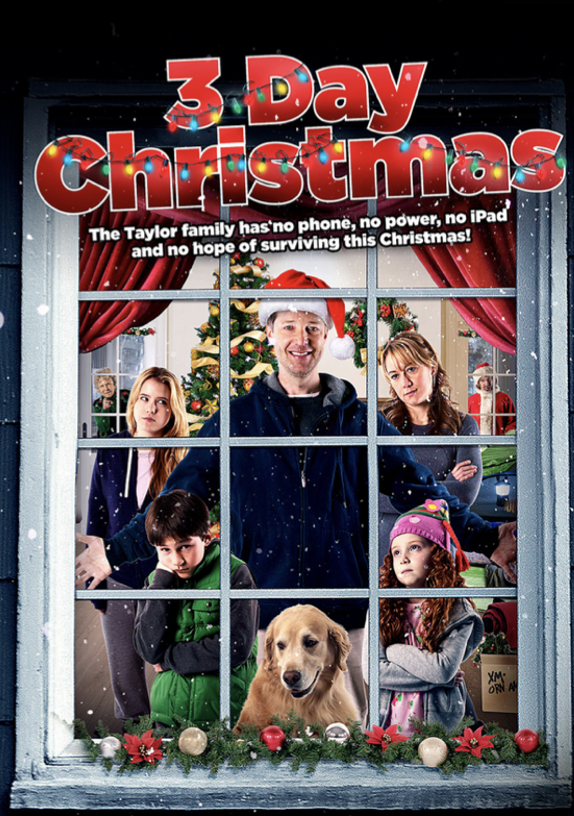 3 Day
Christmas
The Taylor family has no phone, no power, no iPad
and no hope of surviving this Christmas!
XM-